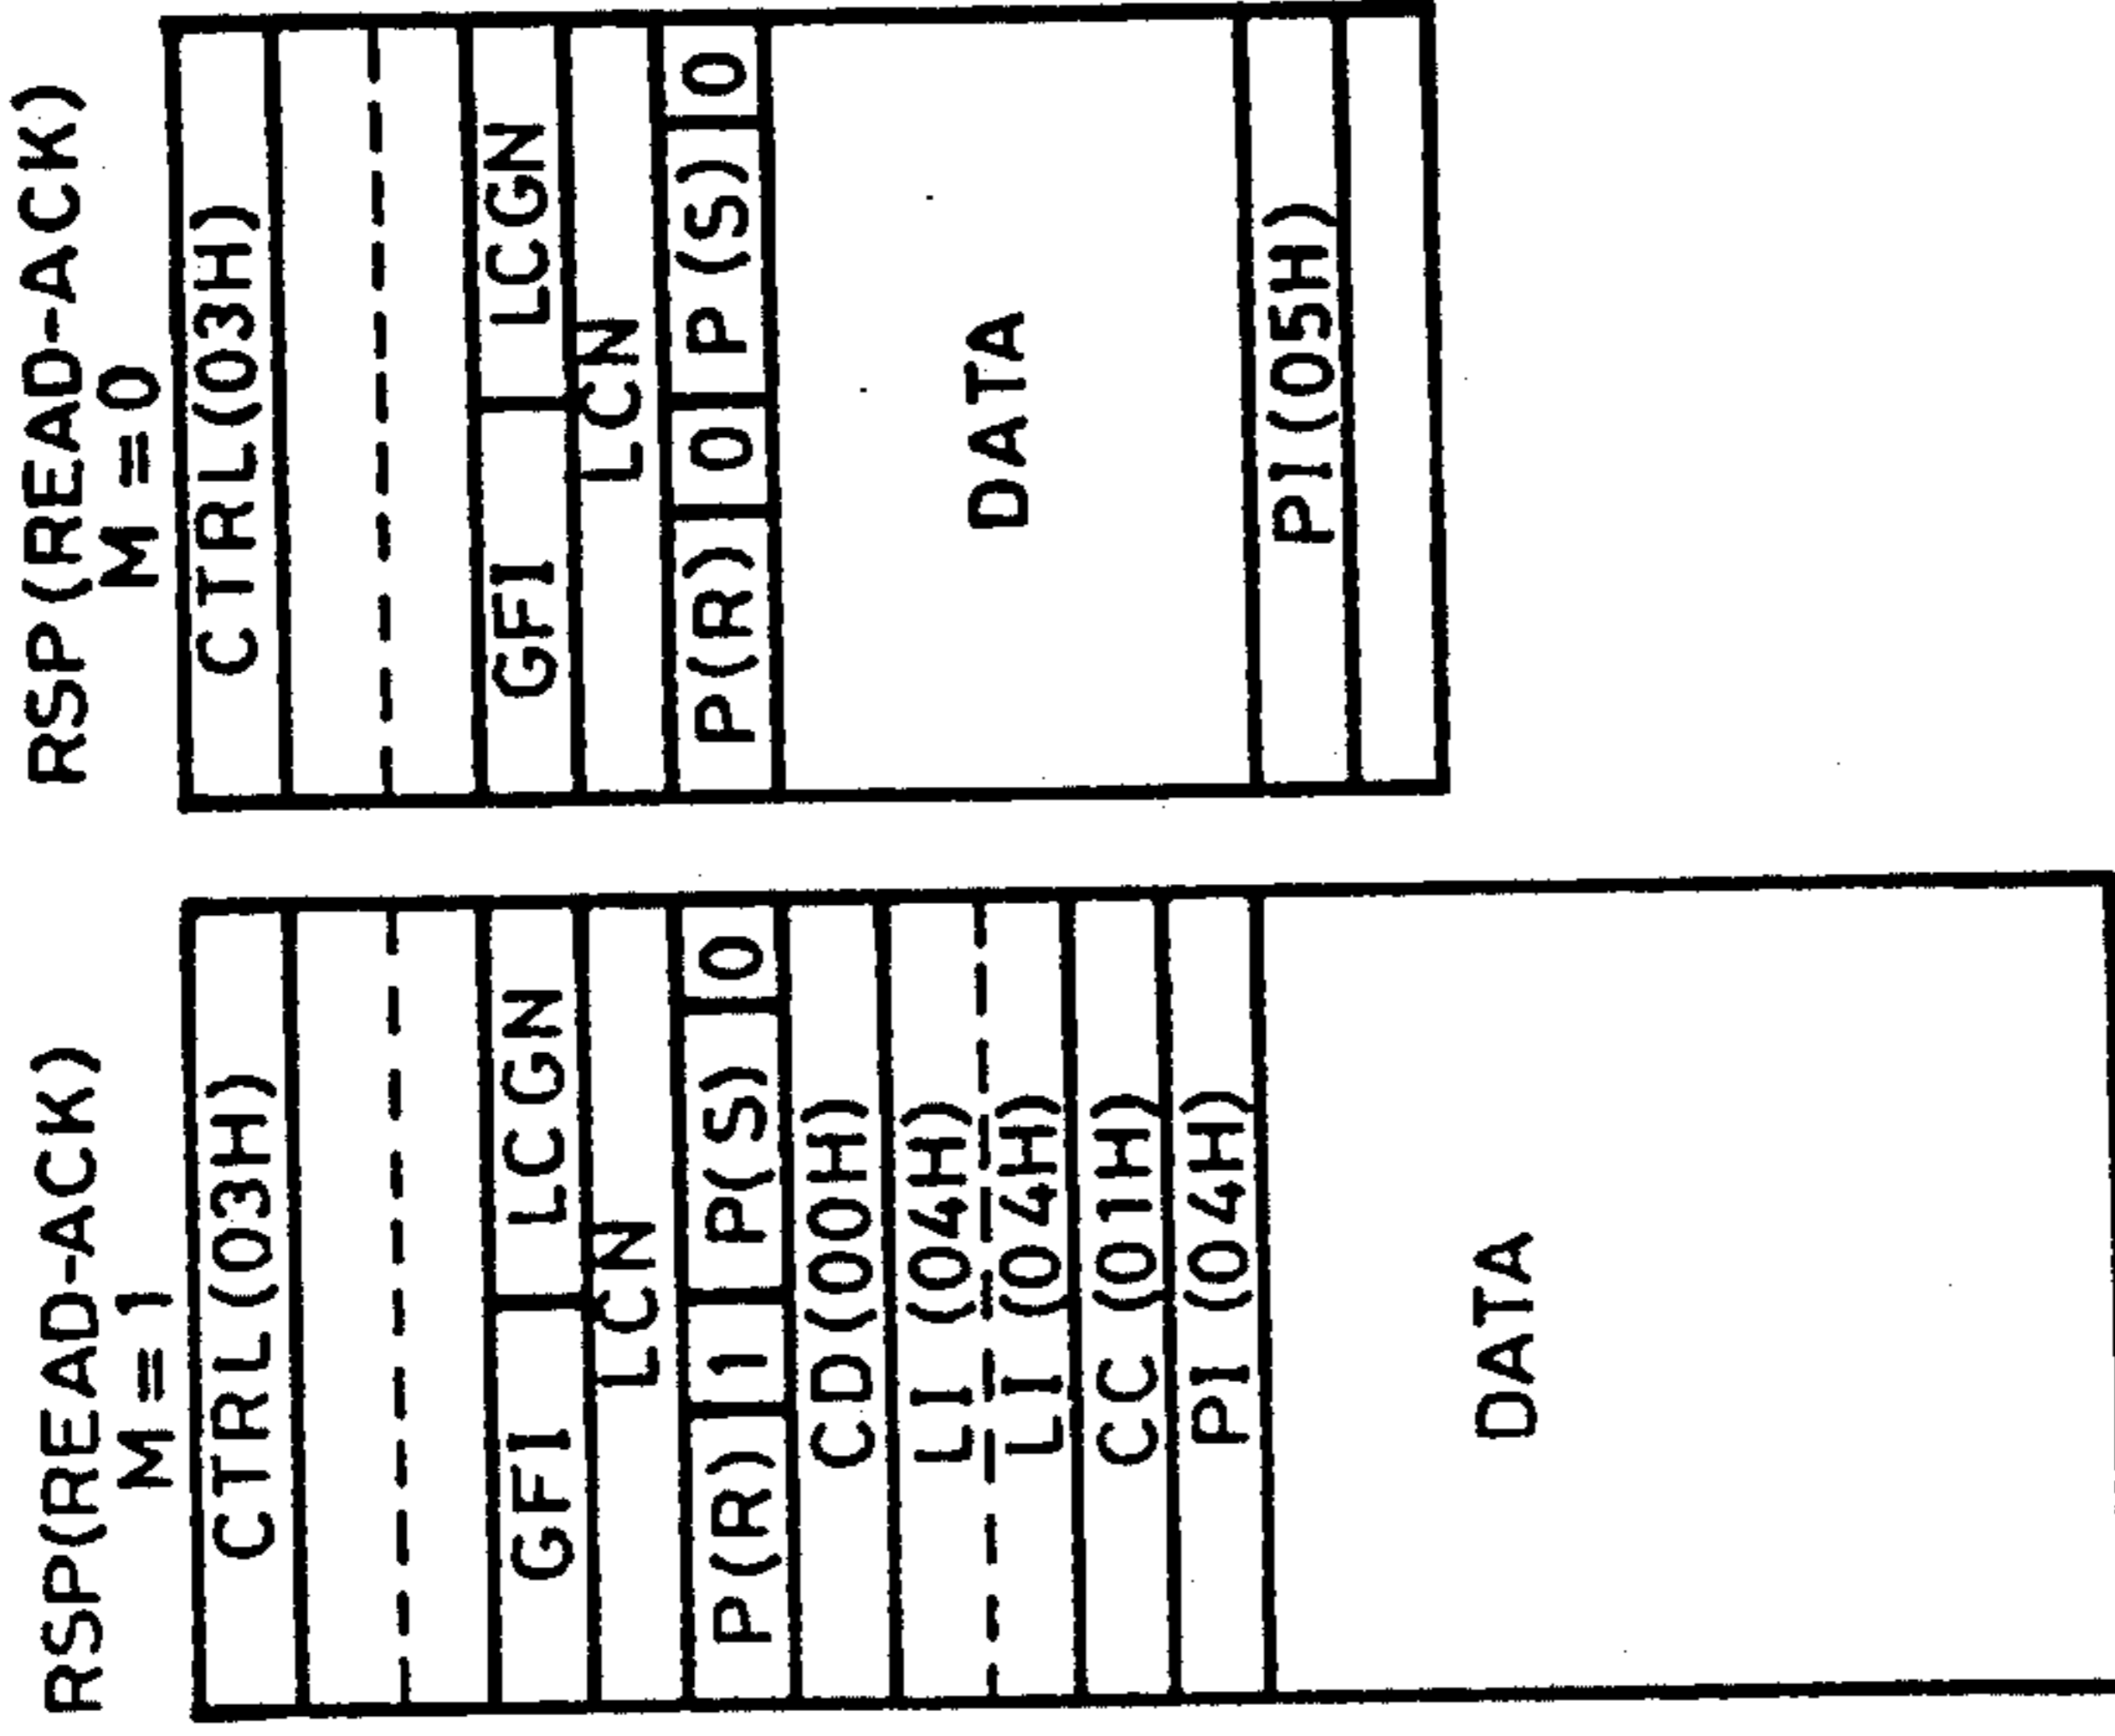 RSP(READ-ACK)
M=1
CTRL(03H)
GFI LCGN
LCN
P(R) 1 P(S) 0
CD(00H)
LI (04H)
LI (04H)
CC (01H)
PI (04H)
DATA
RSP(READ-ACK)
M=0
CTRL(03H)
GFI LCGN
LCN
P(R) 0 P(S) 0
DATA
PI(05H)